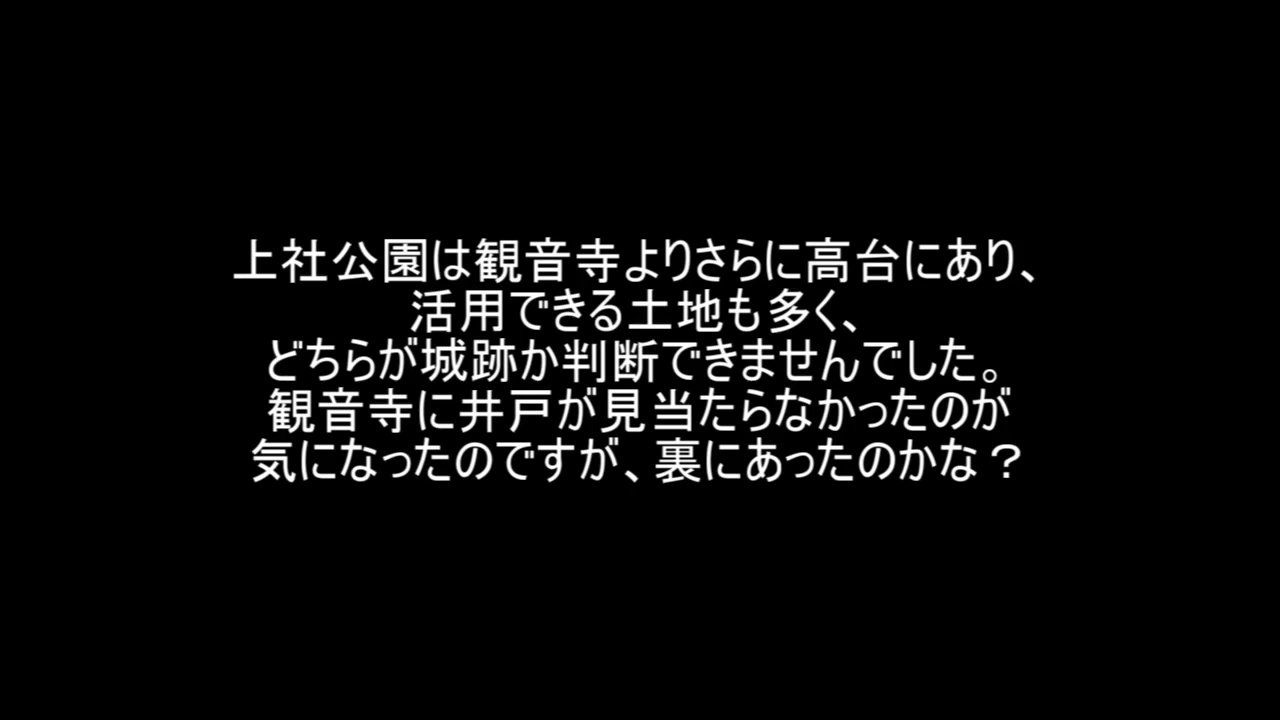 上社公園は観音寺よりさらに高台にあり、
活用できる土地も多く、
どちらが城跡か判断できませんでした。
観音寺に井戸が見当たらなかったのが
気になったのですが、裏にあったのかな？